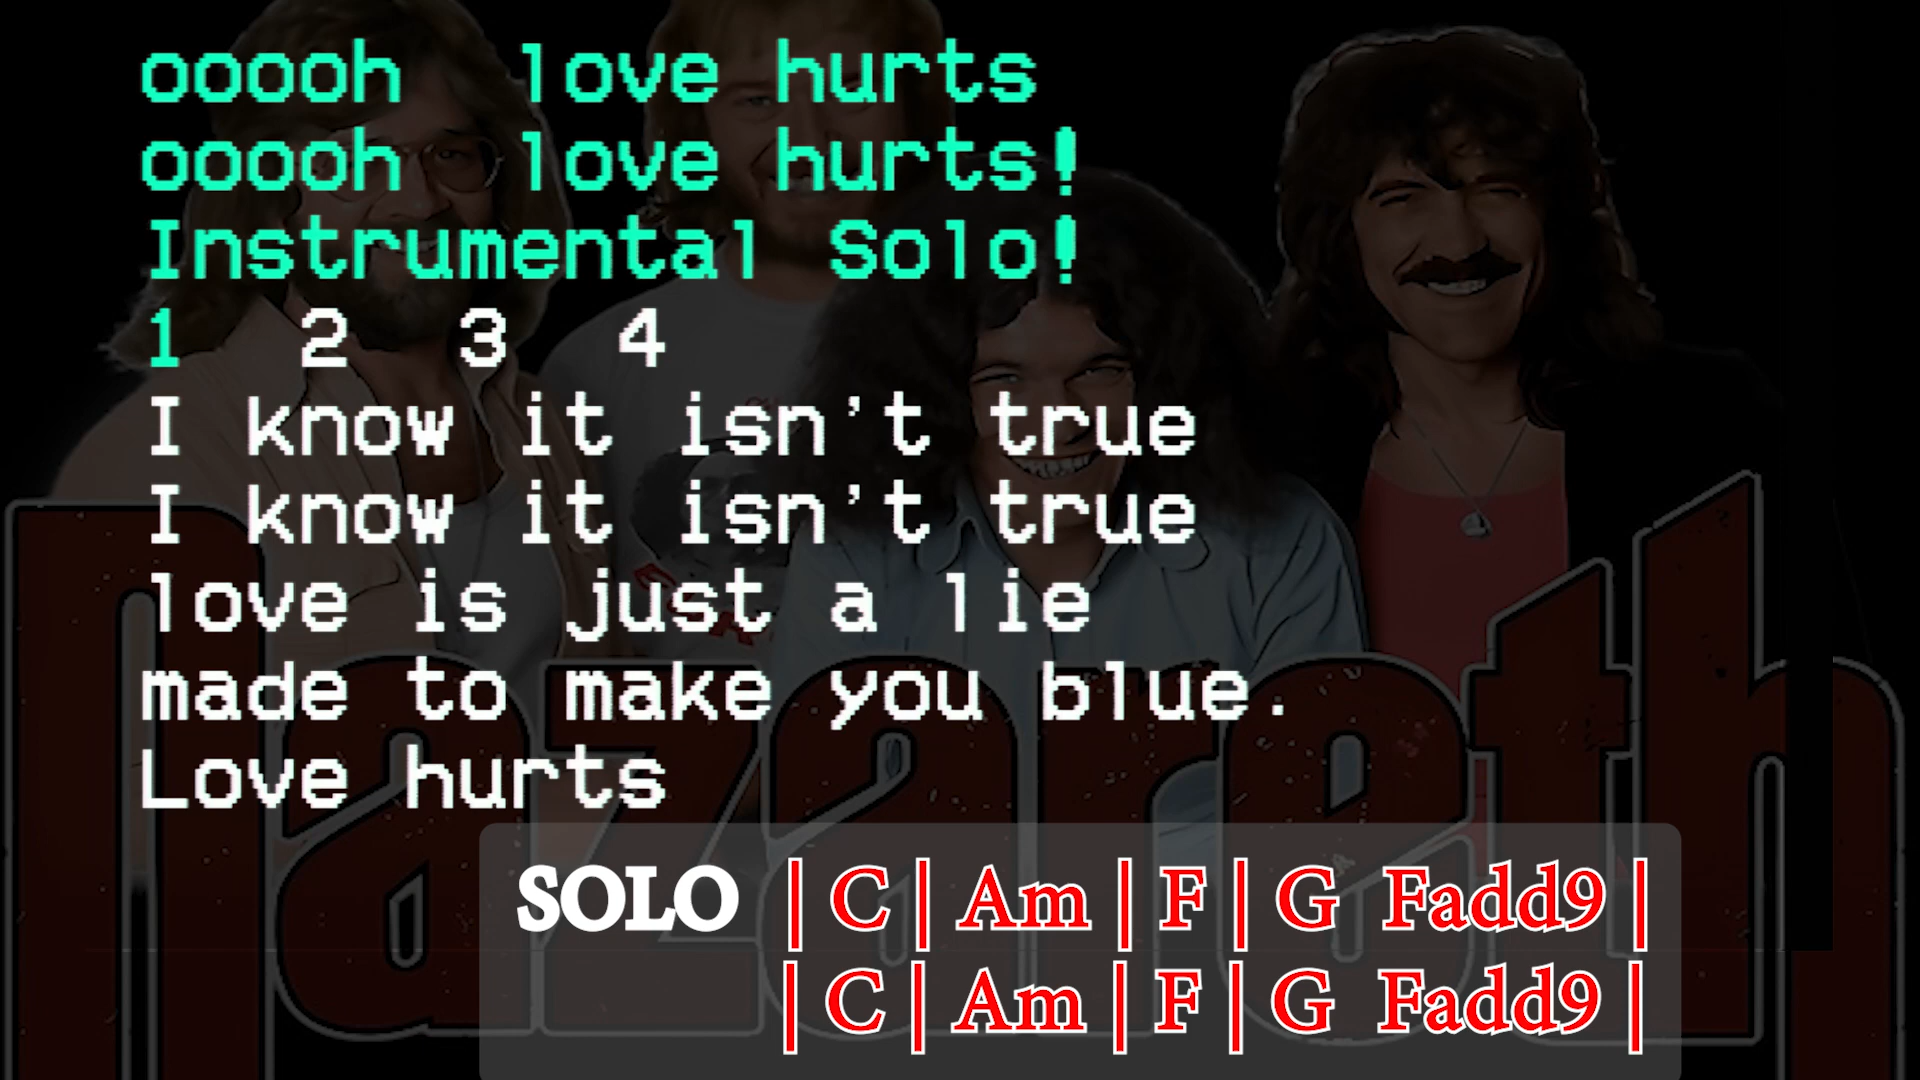 ooooh  love hurts
ooooh  love hurts!
Instrumental Solo!
1  2  3  4
I know it isn't true
I know it isn't true
love is just a lie
made to make you blue.
Love hurts
nazareth
SOLO | C | Am | F | G Fadd9 |
| C | Am | F | G Fadd9 |